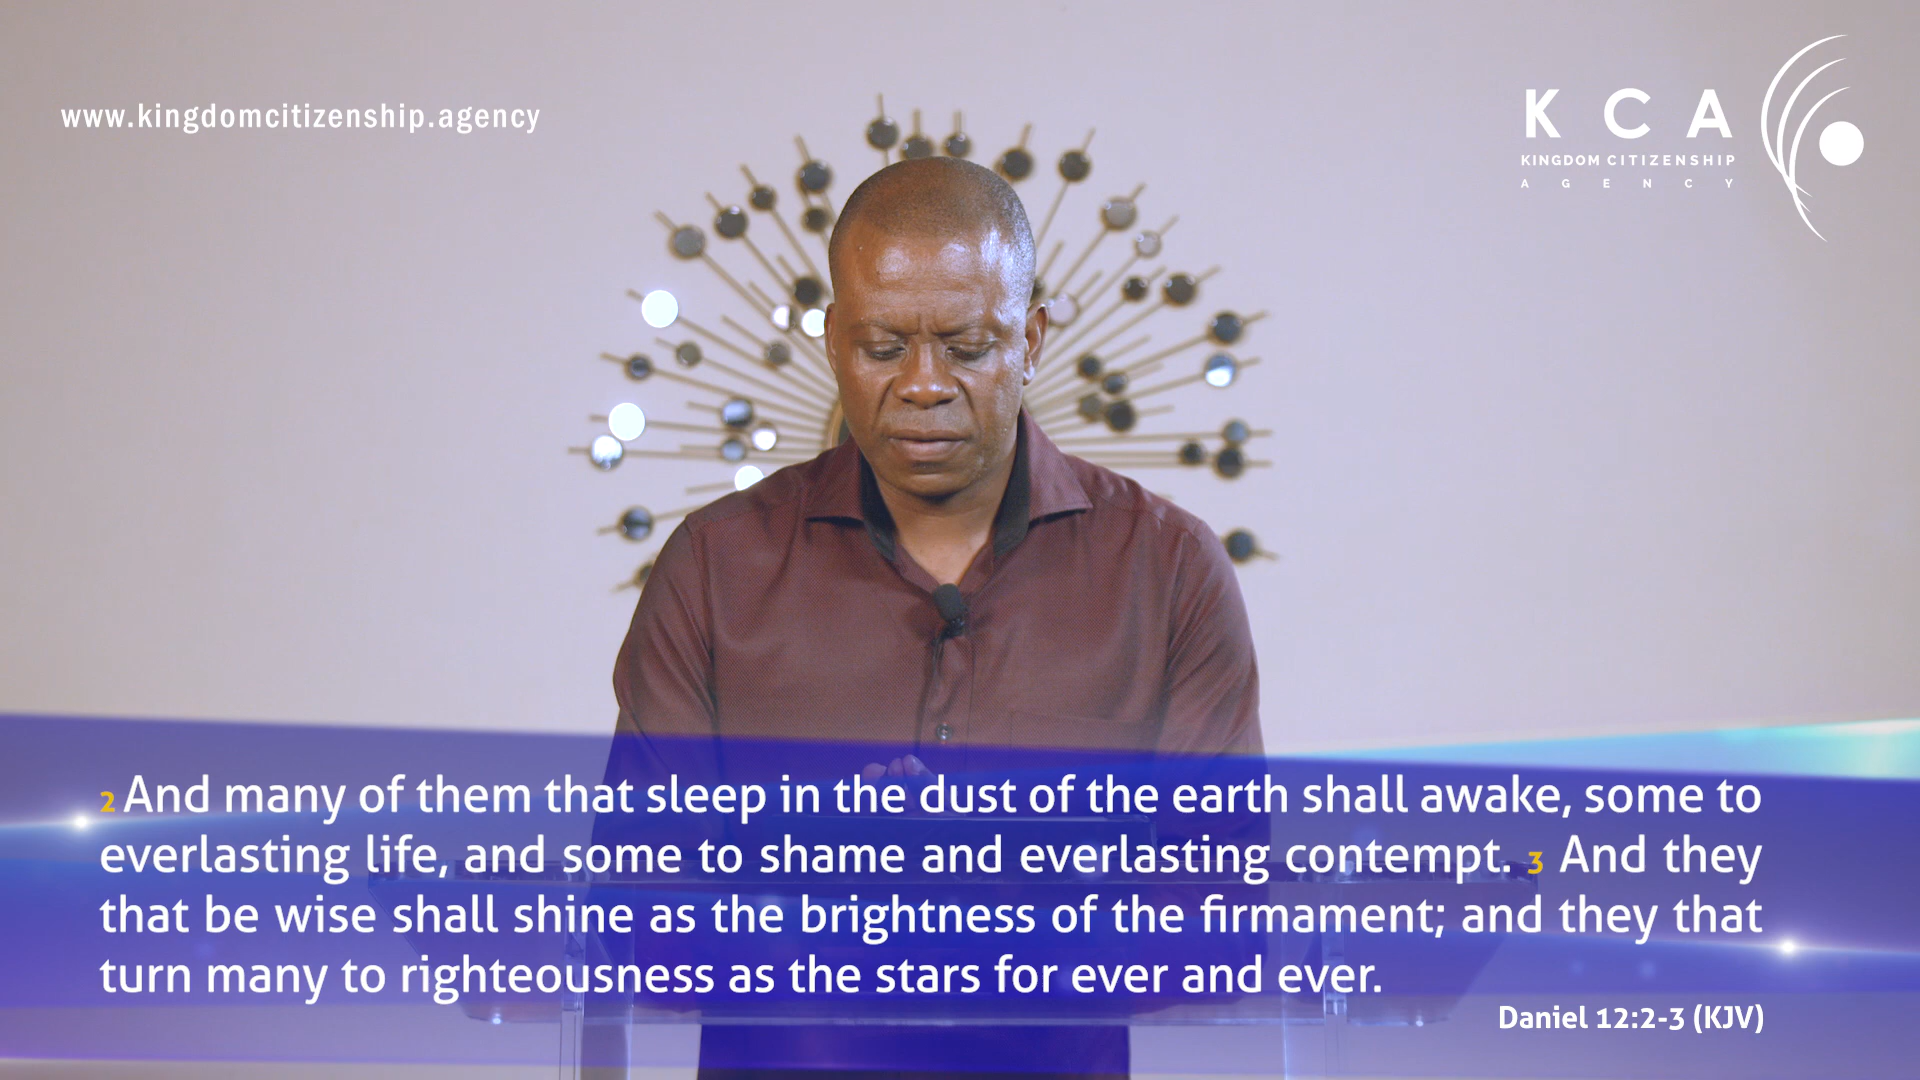 www.kingdomcitizenship.agency
K C A
KINGDOM CITIZENSHIP
A G E N C Y
2 And many of them that sleep in the dust of the earth shall awake, some to
everlasting life, and some to shame and everlasting contempt. 3 And they
that be wise shall shine as the brightness of the firmament; and they that
turn many to righteousness as the stars for ever and ever.
Daniel 12:2-3 (KJV)